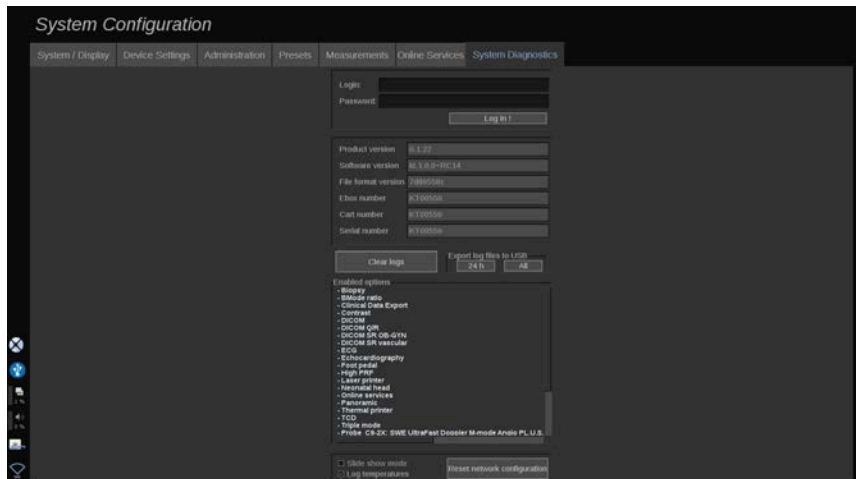 System Configuration
System / Display Device Settings Administration Presets Measurements Online Services System Diagnostics
Login:
Password:
Log In !
Product version
Software version
File format version
Ebox number KT00550
Cart number KT00550
Serial number KT00550
Clear logs
Export log files to USB
24 h All
Enabled options
- Biopsy
- BMode ratio
- Clinical Data Export
- Contrast
- DICOM
- DICOM Q/R
- DICOM SR OB-GYN
- DICOM SR vascular
- ECG
- Echocardiography
- Foot pedal
- High PRF
- Laser printer
- Neonatal head
- Online services
- Panoramic
- Thermal printer
- TCD
- Triple mode
- Probe C9-2X: SWE UltraFast Doppler M-mode Angio PL.U.S.
Slide show mode
Log temperatures
Reset network configuration